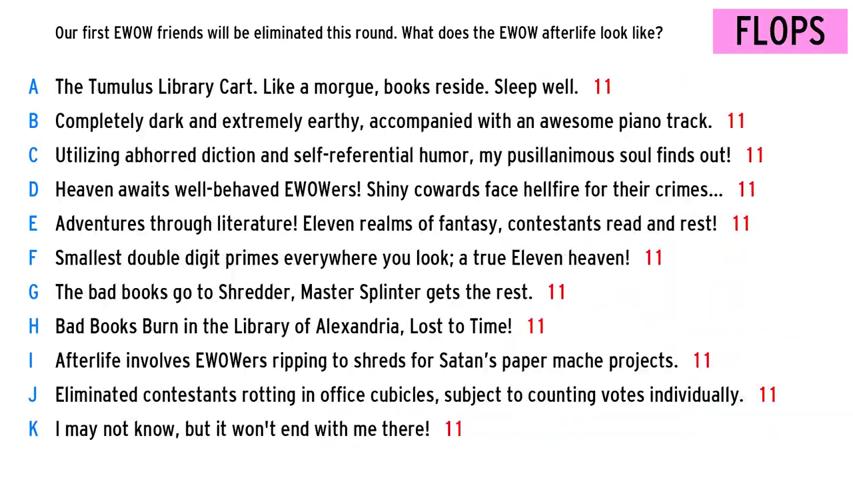 Our first EWOW friends will be eliminated this round. What does the EWOW afterlife look like?
FLOPS
A The Tumulus Library Cart. Like a morgue, books reside. Sleep well. 11
B Completely dark and extremely earthy, accompanied with an awesome piano track. 11
C Utilizing abhorred diction and self-referential humor, my pusillanimous soul finds out! 11
D Heaven awaits well-behaved EWOWers! Shiny cowards face hellfire for their crimes... 11
E Adventures through literature! Eleven realms of fantasy, contestants read and rest! 11
F Smallest double digit primes everywhere you look; a true Eleven heaven! 11
G The bad books go to Shredder, Master Splinter gets the rest. 11
H Bad Books Burn in the Library of Alexandria, Lost to Time! 11
I Afterlife involves EWOWers ripping to shreds for Satan's paper mache projects. 11
J Eliminated contestants rotting in office cubicles, subject to counting votes individually. 11
K I may not know, but it won't end with me there! 11